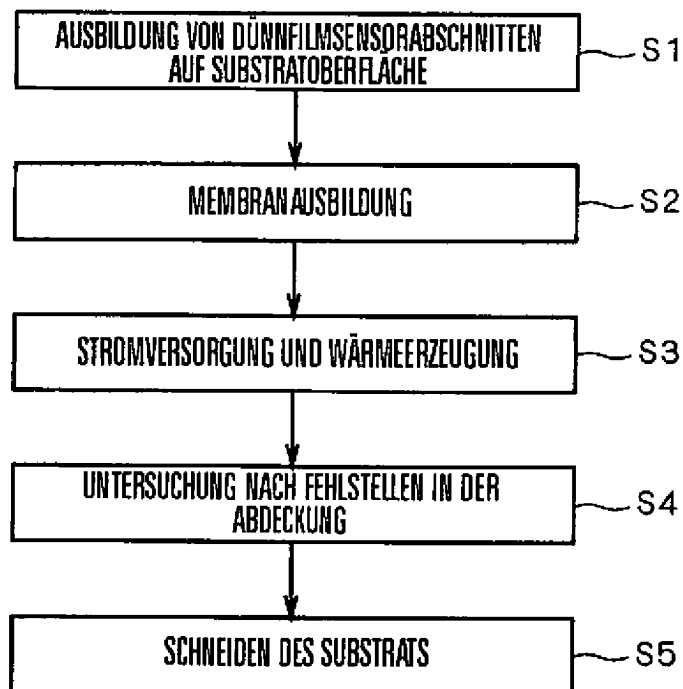 AUSBILDUNG VON DÜNNFILMSENSORABSCHNITTEN
AUF SUBSTRATOBERFLÄCHE
S1
MEMBRANAUSBILDUNG
S2
STROMVERSORGUNG UND WÄRMEERZEUGUNG
S3
UNTERSUCHUNG NACH FEHLSTELLEN IN DER
ABDECKUNG
S4
SCHNEIDEN DES SUBSTRATS
S5